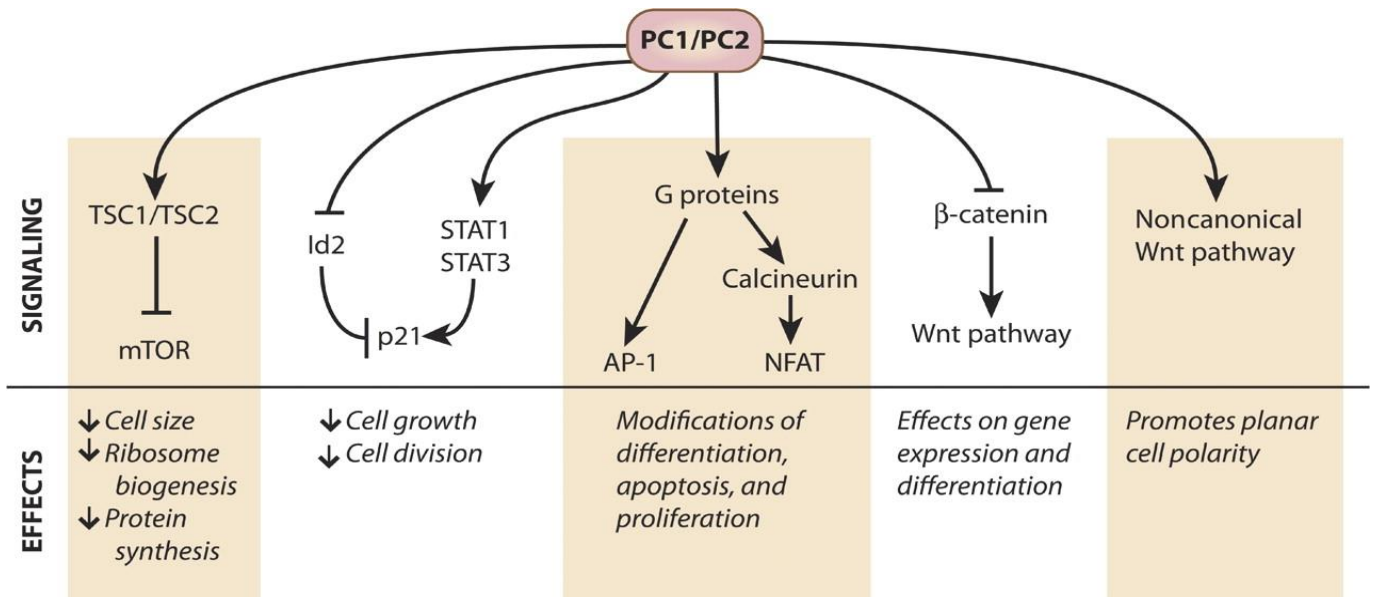 PC1/PC2
SIGNALING
TSC1/TSC2
mTOR
Id2
STAT1
STAT3
p21
G proteins
Calcineurin
AP-1
NFAT
β-catenin
Wnt pathway
Noncanonical
Wnt pathway
EFFECTS
↓ Cell size
↓ Ribosome
biogenesis
↓ Protein
synthesis
↓ Cell growth
↓ Cell division
Modifications of
differentiation,
apoptosis, and
proliferation
Effects on gene
expression and
differentiation
Promotes planar
cell polarity